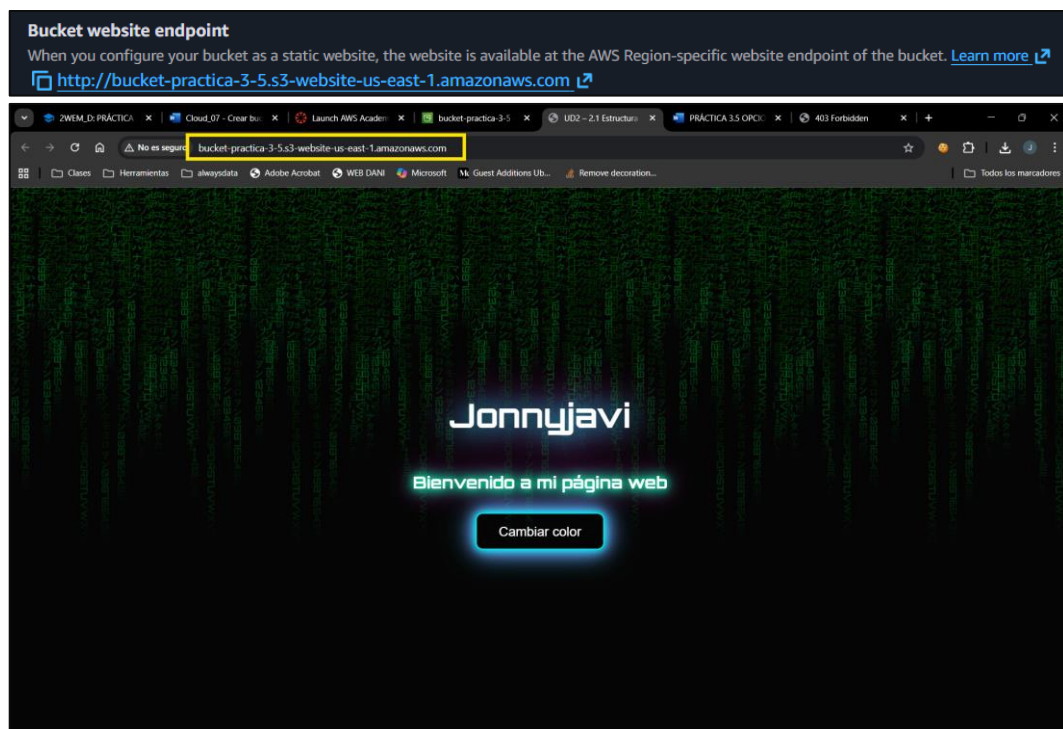 Bucket website endpoint
When you configure your bucket as a static website, the website is available at the AWS Region-specific website endpoint of the bucket. Learn more
http://bucket-practica-3-5.s3-website-us-east-1.amazonaws.com
2WEM_D: PRÁCTICA Cloud_07 - Crear buc Launch AWS Academ bucket-practica-3-5 UD2 – 2.1 Estructura PRÁCTICA 3.5 OPCIO 403 Forbidden
No es seguro bucket-practica-3-5.s3-website-us-east-1.amazonaws.com
Clases Herramientas alwaysdata Adobe Acrobat WEB DANI Microsoft Guest Additions Ub... Remove decoration... Todos los marcadores
Jonnyjavi
Bienvenido a mi página web
Cambiar color